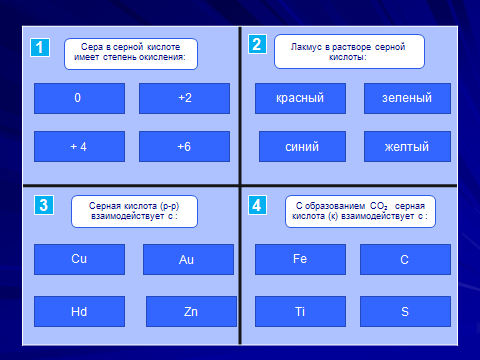 1
Сера в серной кислоте
имеет степень окисления:
0
+2
+ 4
+6
2
Лакмус в растворе серной
кислоты:
красный
зеленый
синий
желтый
3
Серная кислота (р-р)
взаимодействует с :
Cu
Au
Hd
Zn
4
С образованием CO₂ серная
кислота (к) взаимодействует с :
Fe
C
Ti
S